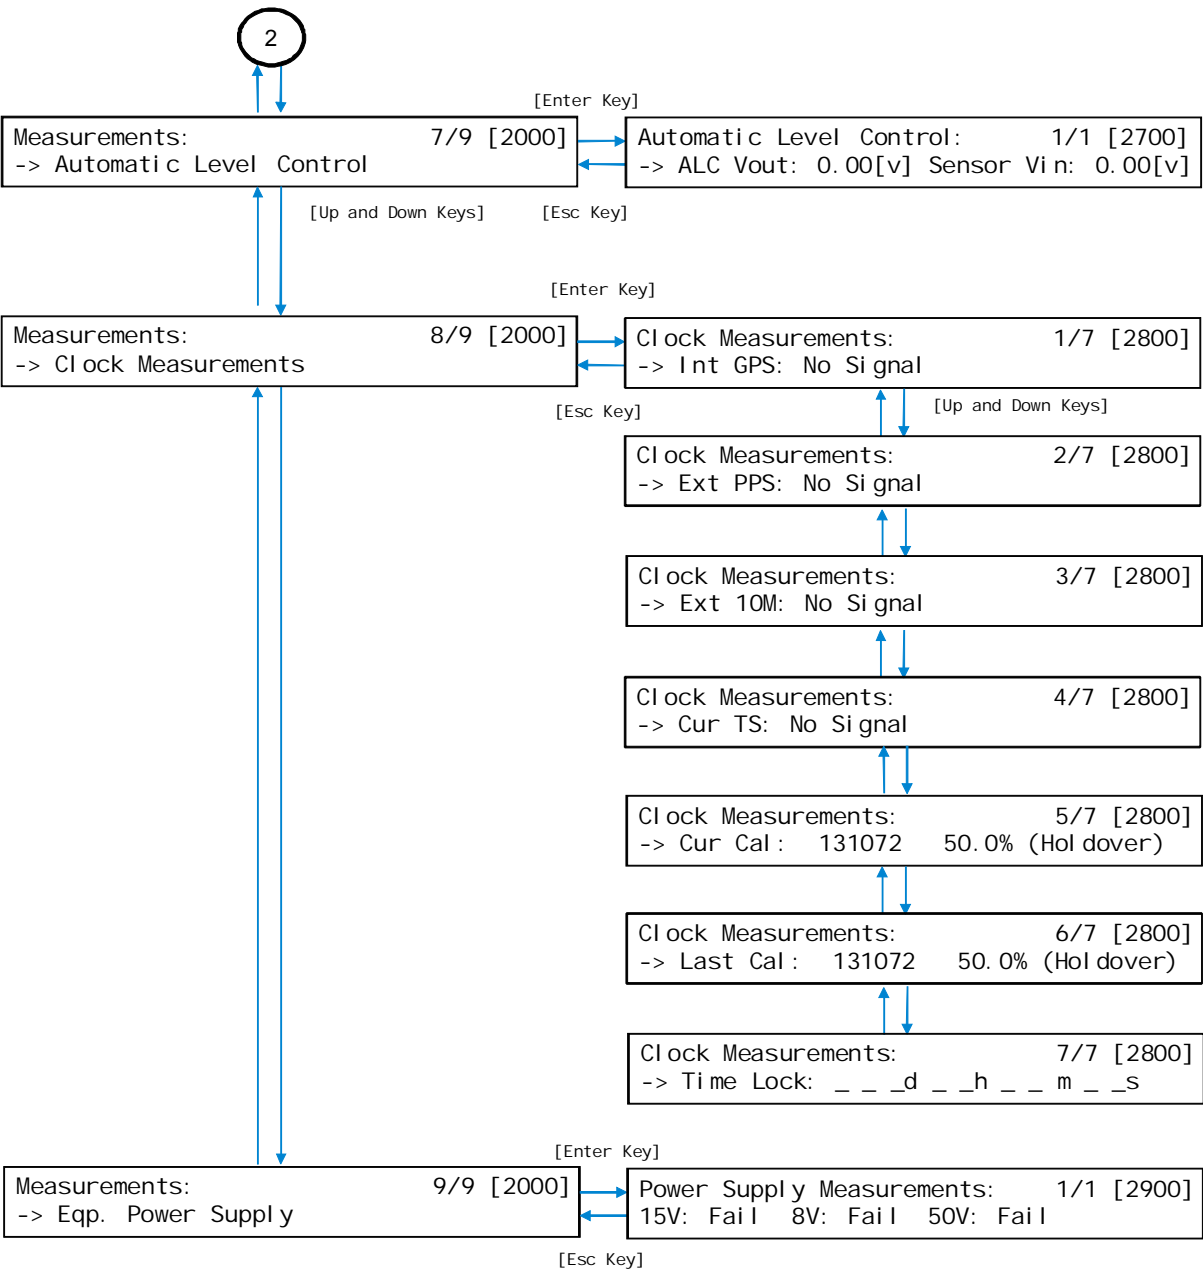 2
[Enter Key]
Measurements: 7/9 [2000]
-> Automatic Level Control
Automatic Level Control: 1/1 [2700]
-> ALC Vout: 0.00[v] Sensor Vin: 0.00[v]
[Up and Down Keys]
[Esc Key]
[Enter Key]
Measurements: 8/9 [2000]
-> Clock Measurements
Clock Measurements: 1/7 [2800]
-> Int GPS: No Signal
[Esc Key]
[Up and Down Keys]
Clock Measurements: 2/7 [2800]
-> Ext PPS: No Signal
Clock Measurements: 3/7 [2800]
-> Ext 10M: No Signal
Clock Measurements: 4/7 [2800]
-> Cur TS: No Signal
Clock Measurements: 5/7 [2800]
-> Cur Cal: 131072 50.0% (Holdover)
Clock Measurements: 6/7 [2800]
-> Last Cal: 131072 50.0% (Holdover)
Clock Measurements: 7/7 [2800]
-> Time Lock: _ _ _d _ _h _ _ m _ _s
[Enter Key]
Measurements: 9/9 [2000]
-> Eqp. Power Supply
Power Supply Measurements: 1/1 [2900]
15V: Fail 8V: Fail 50V: Fail
[Esc Key]